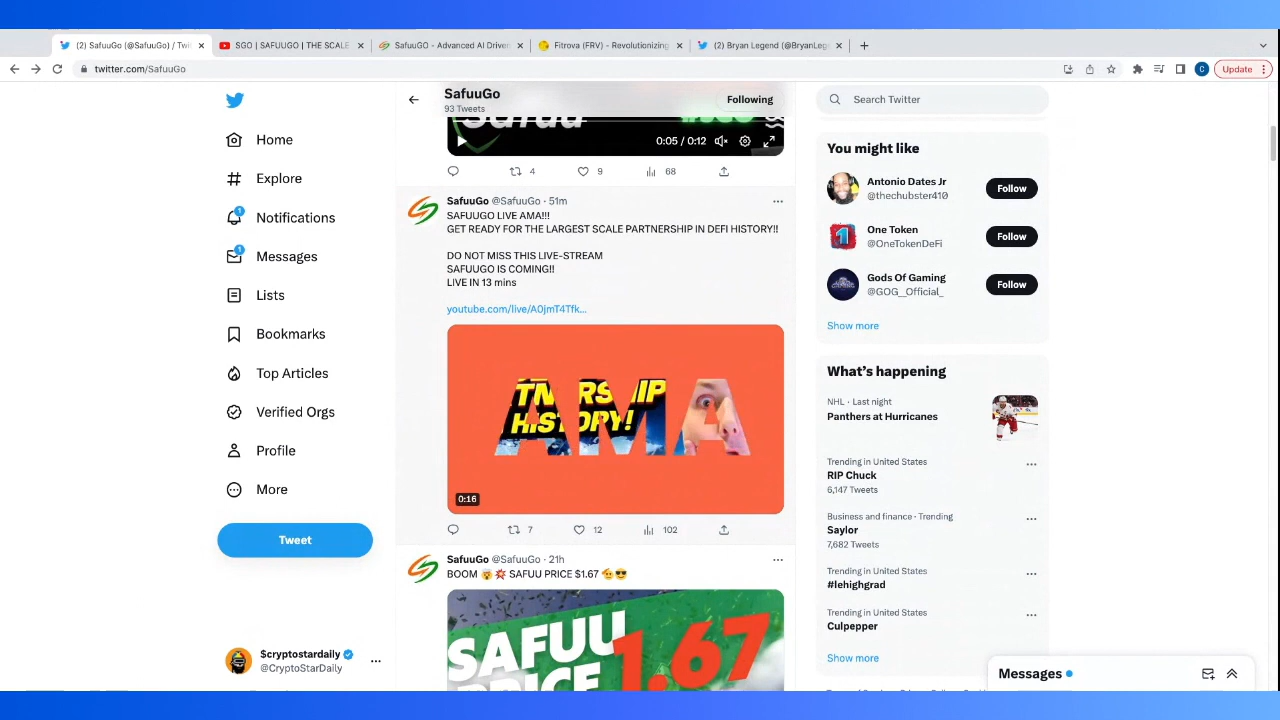 (2) SafuuGo (@SafuuGo) / Twi
SGO | SAFUUGO | THE SCALE
SafuuGo - Advanced AI Driven
Fitrova (FRV) - Revolutionizing
(2) Bryan Legend (@BryanLeg
twitter.com/SafuuGo
C
Update
SafuuGo
93 Tweets
Following
Search Twitter
Home
Explore
1
Notifications
1
Messages
Lists
Bookmarks
Top Articles
Verified Orgs
Profile
More
Tweet
$cryptostardaily
@CryptoStarDaily
Safuu
0:05 / 0:12
4
9
68
SafuuGo @SafuuGo · 51m
SAFUUGO LIVE AMA!!!
GET READY FOR THE LARGEST SCALE PARTNERSHIP IN DEFI HISTORY!!
DO NOT MISS THIS LIVE-STREAM
SAFUUGO IS COMING!!
LIVE IN 13 mins
youtube.com/live/A0jmT4Tfk...
AMA
TNERSHIP
HISTORY!
0:16
7
12
102
SafuuGo @SafuuGo · 21h
BOOM 🤯 💥 SAFUU PRICE $1.67 🫡😎
SAFUU
PRICE
1.67
You might like
Antonio Dates Jr
@thechubster410
Follow
One Token
@OneTokenDeFi
Follow
Gods Of Gaming
@GOG__Official_
Follow
Show more
What's happening
NHL · Last night
Panthers at Hurricanes
Trending in United States
RIP Chuck
6,147 Tweets
Business and finance · Trending
Saylor
7,682 Tweets
Trending in United States
#lehighgrad
Trending in United States
Culpepper
Show more
Messages